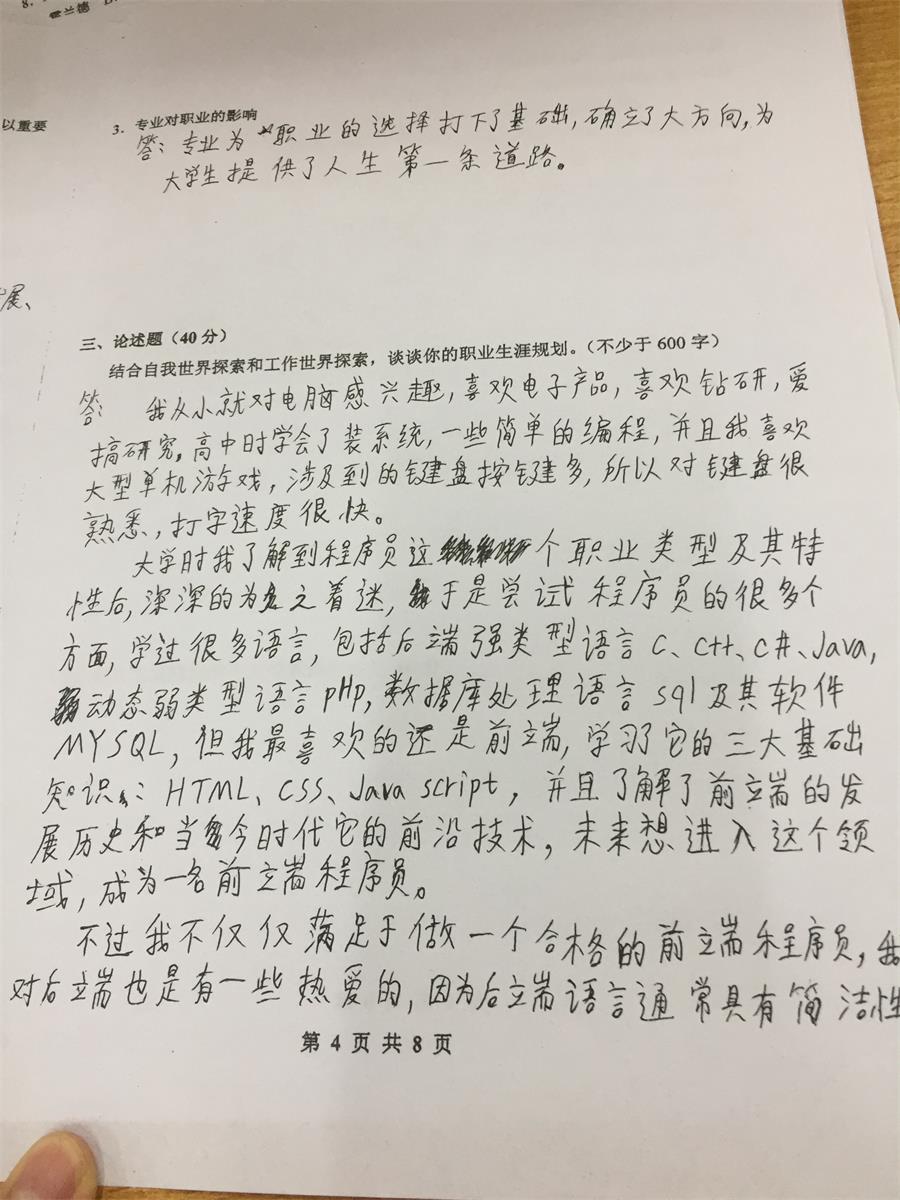 8.
霍兰德
以重要
3. 专业对职业的影响
答：专业为职业的选择打下了基础，确立了大方向，为
大学生提供了人生第一条道路。
展、
三、论述题（40 分）
结合自我世界探索和工作世界探索，谈谈你的职业生涯规划。（不少于 600 字）
答： 我从小就对电脑感兴趣，喜欢电子产品，喜欢钻研，爱
搞研究。高中时学会了装系统，一些简单的编程，并且我喜欢
大型单机游戏，涉及到的键盘按键多，所以对键盘很
熟悉，打字速度很快。
大学时我了解到程序员这个职业类型及其特
性后，深深的为之着迷，于是尝试程序员的很多个
方面，学过很多语言，包括后端强类型语言C、C++、C#、Java，
动态弱类型语言pHp，数据库处理语言sql及其软件
MYSQL，但我最喜欢的还是前端，学习了它的三大基础
知识：HTML、CSS、Java script，并且了解了前端的发
展历史和当今时代它的前沿技术，未来想进入这个领
域，成为一名前端程序员。
不过我不仅仅满足于做一个合格的前端程序员，我
对后端也是有一些热爱的，因为后端语言通常具有简洁性
第 4 页 共 8 页